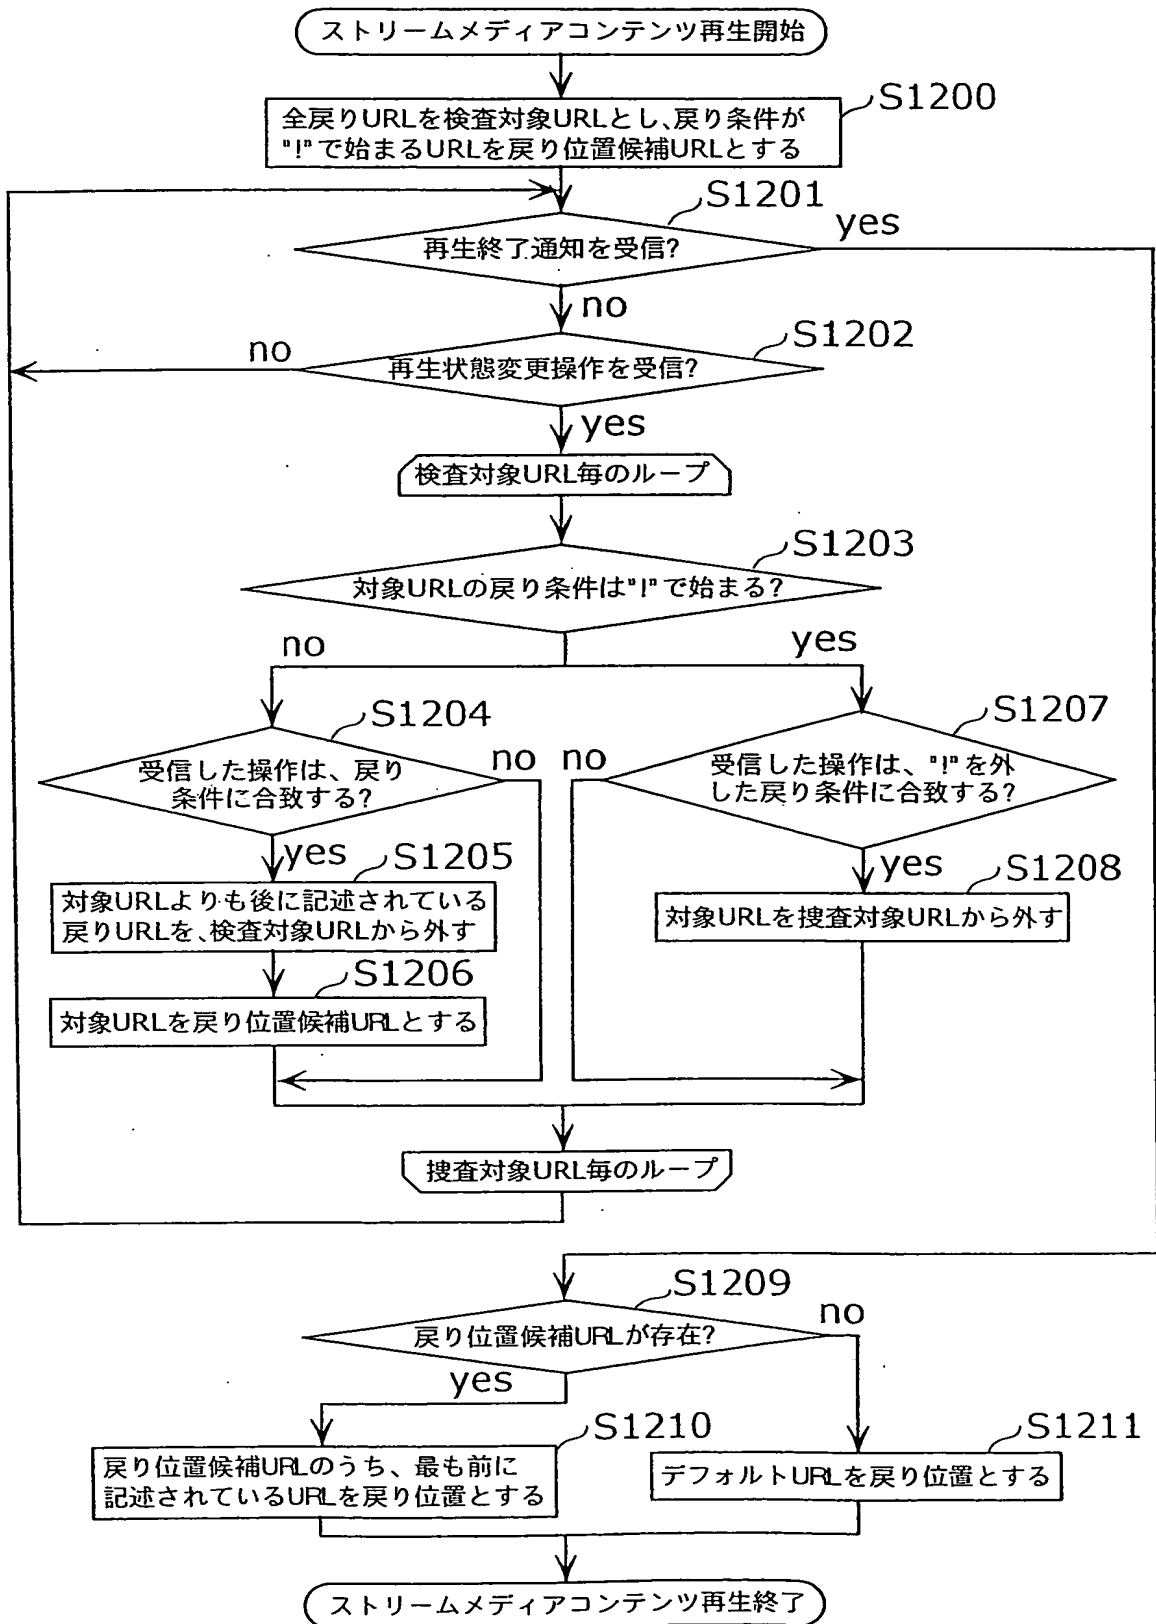 ストリームメディアコンテンツ再生開始
S1200
全戻りURLを検査対象URLとし、戻り条件が
"!"で始まるURLを戻り位置候補URLとする
S1201
再生終了通知を受信?
yes
no
S1202
再生状態変更操作を受信?
no
yes
検査対象URL毎のループ
S1203
対象URLの戻り条件は"!"で始まる?
no
yes
S1204
受信した操作は、戻り
条件に合致する?
no
yes
S1205
対象URLよりも後に記述されている
戻りURLを、検査対象URLから外す
S1206
対象URLを戻り位置候補URLとする
S1207
受信した操作は、"!"を外
した戻り条件に合致する?
no
yes
S1208
対象URLを捜査対象URLから外す
捜査対象URL毎のループ
S1209
戻り位置候補URLが存在?
no
yes
S1210
戻り位置候補URLのうち、最も前に
記述されているURLを戻り位置とする
S1211
デフォルトURLを戻り位置とする
ストリームメディアコンテンツ再生終了